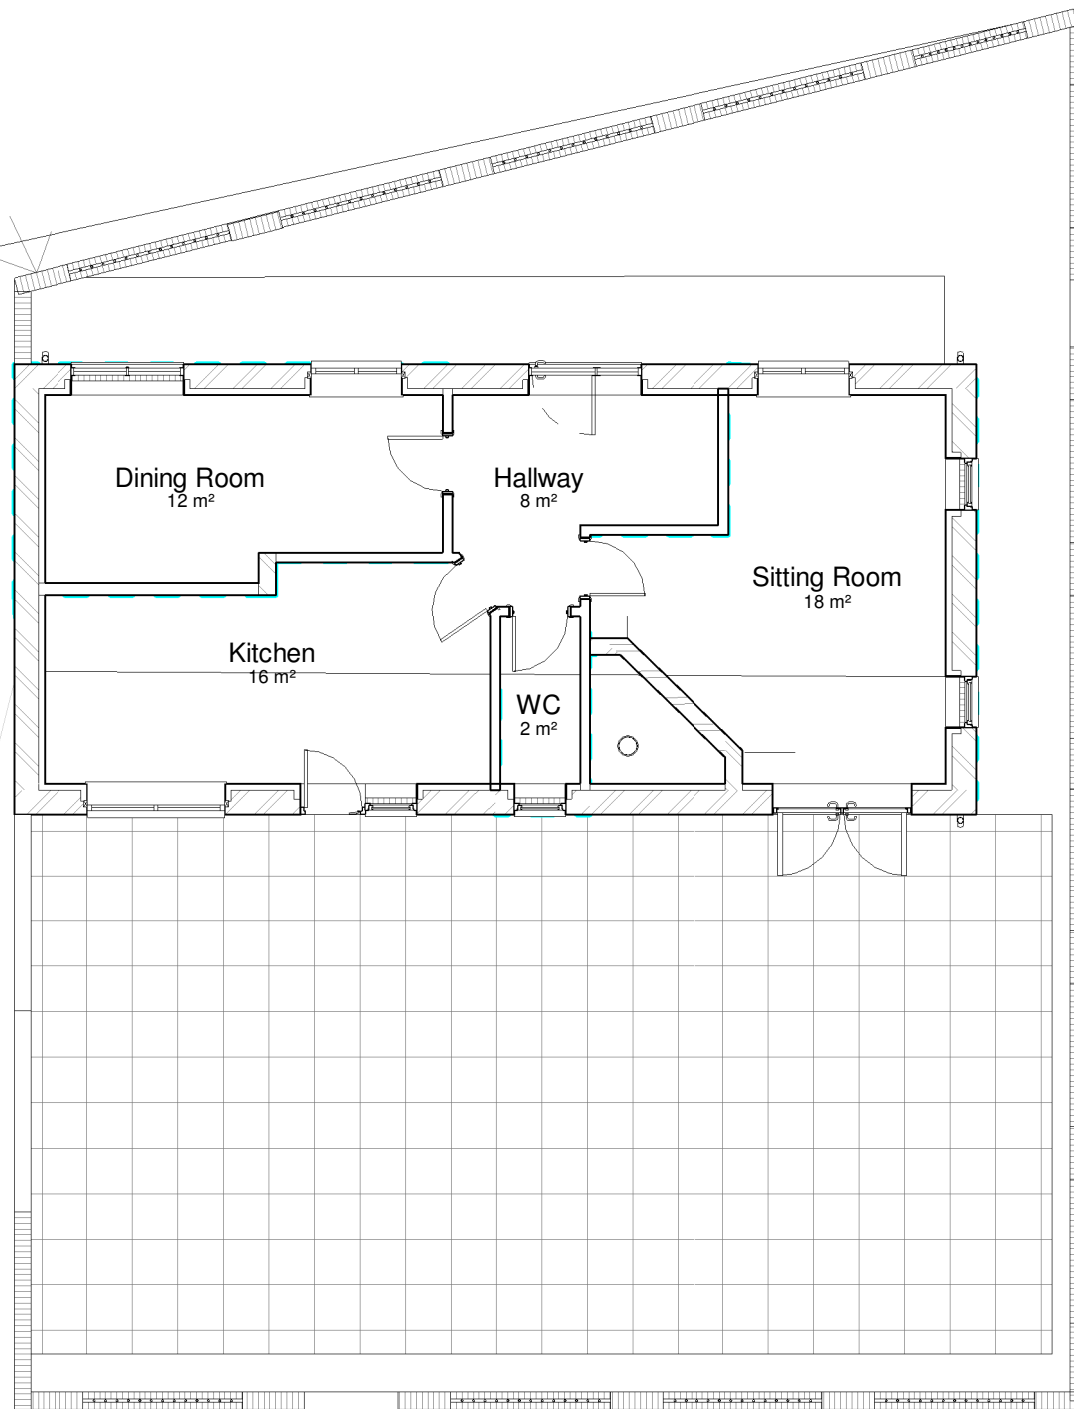 Dining Room
12 m²
Hallway
8 m²
Sitting Room
18 m²
Kitchen
16 m²
WC
2 m²